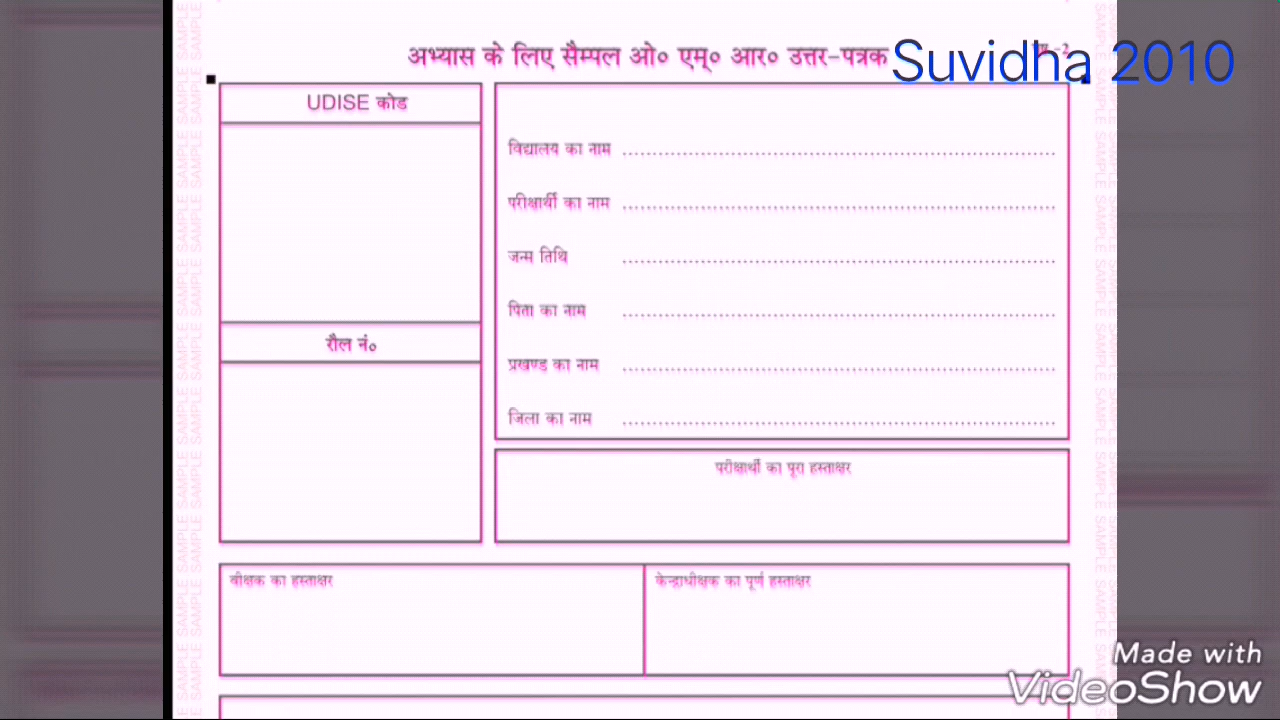 अभ्यास के लिए सैम्पल ओ० एम्० आर० उत्तर-पत्रक
Suvidha 2010
UDISE कोड
विद्यालय का नाम
परीक्षार्थी का नाम
जन्म तिथि
पिता का नाम
प्रखण्ड का नाम
जिला का नाम
रौल नं०
परीक्षार्थी का पूरा हस्ताक्षर
वीक्षक का हस्ताक्षर
केन्द्राधीक्षक का पूर्ण हस्ताक्षर
Made with
VideoShow